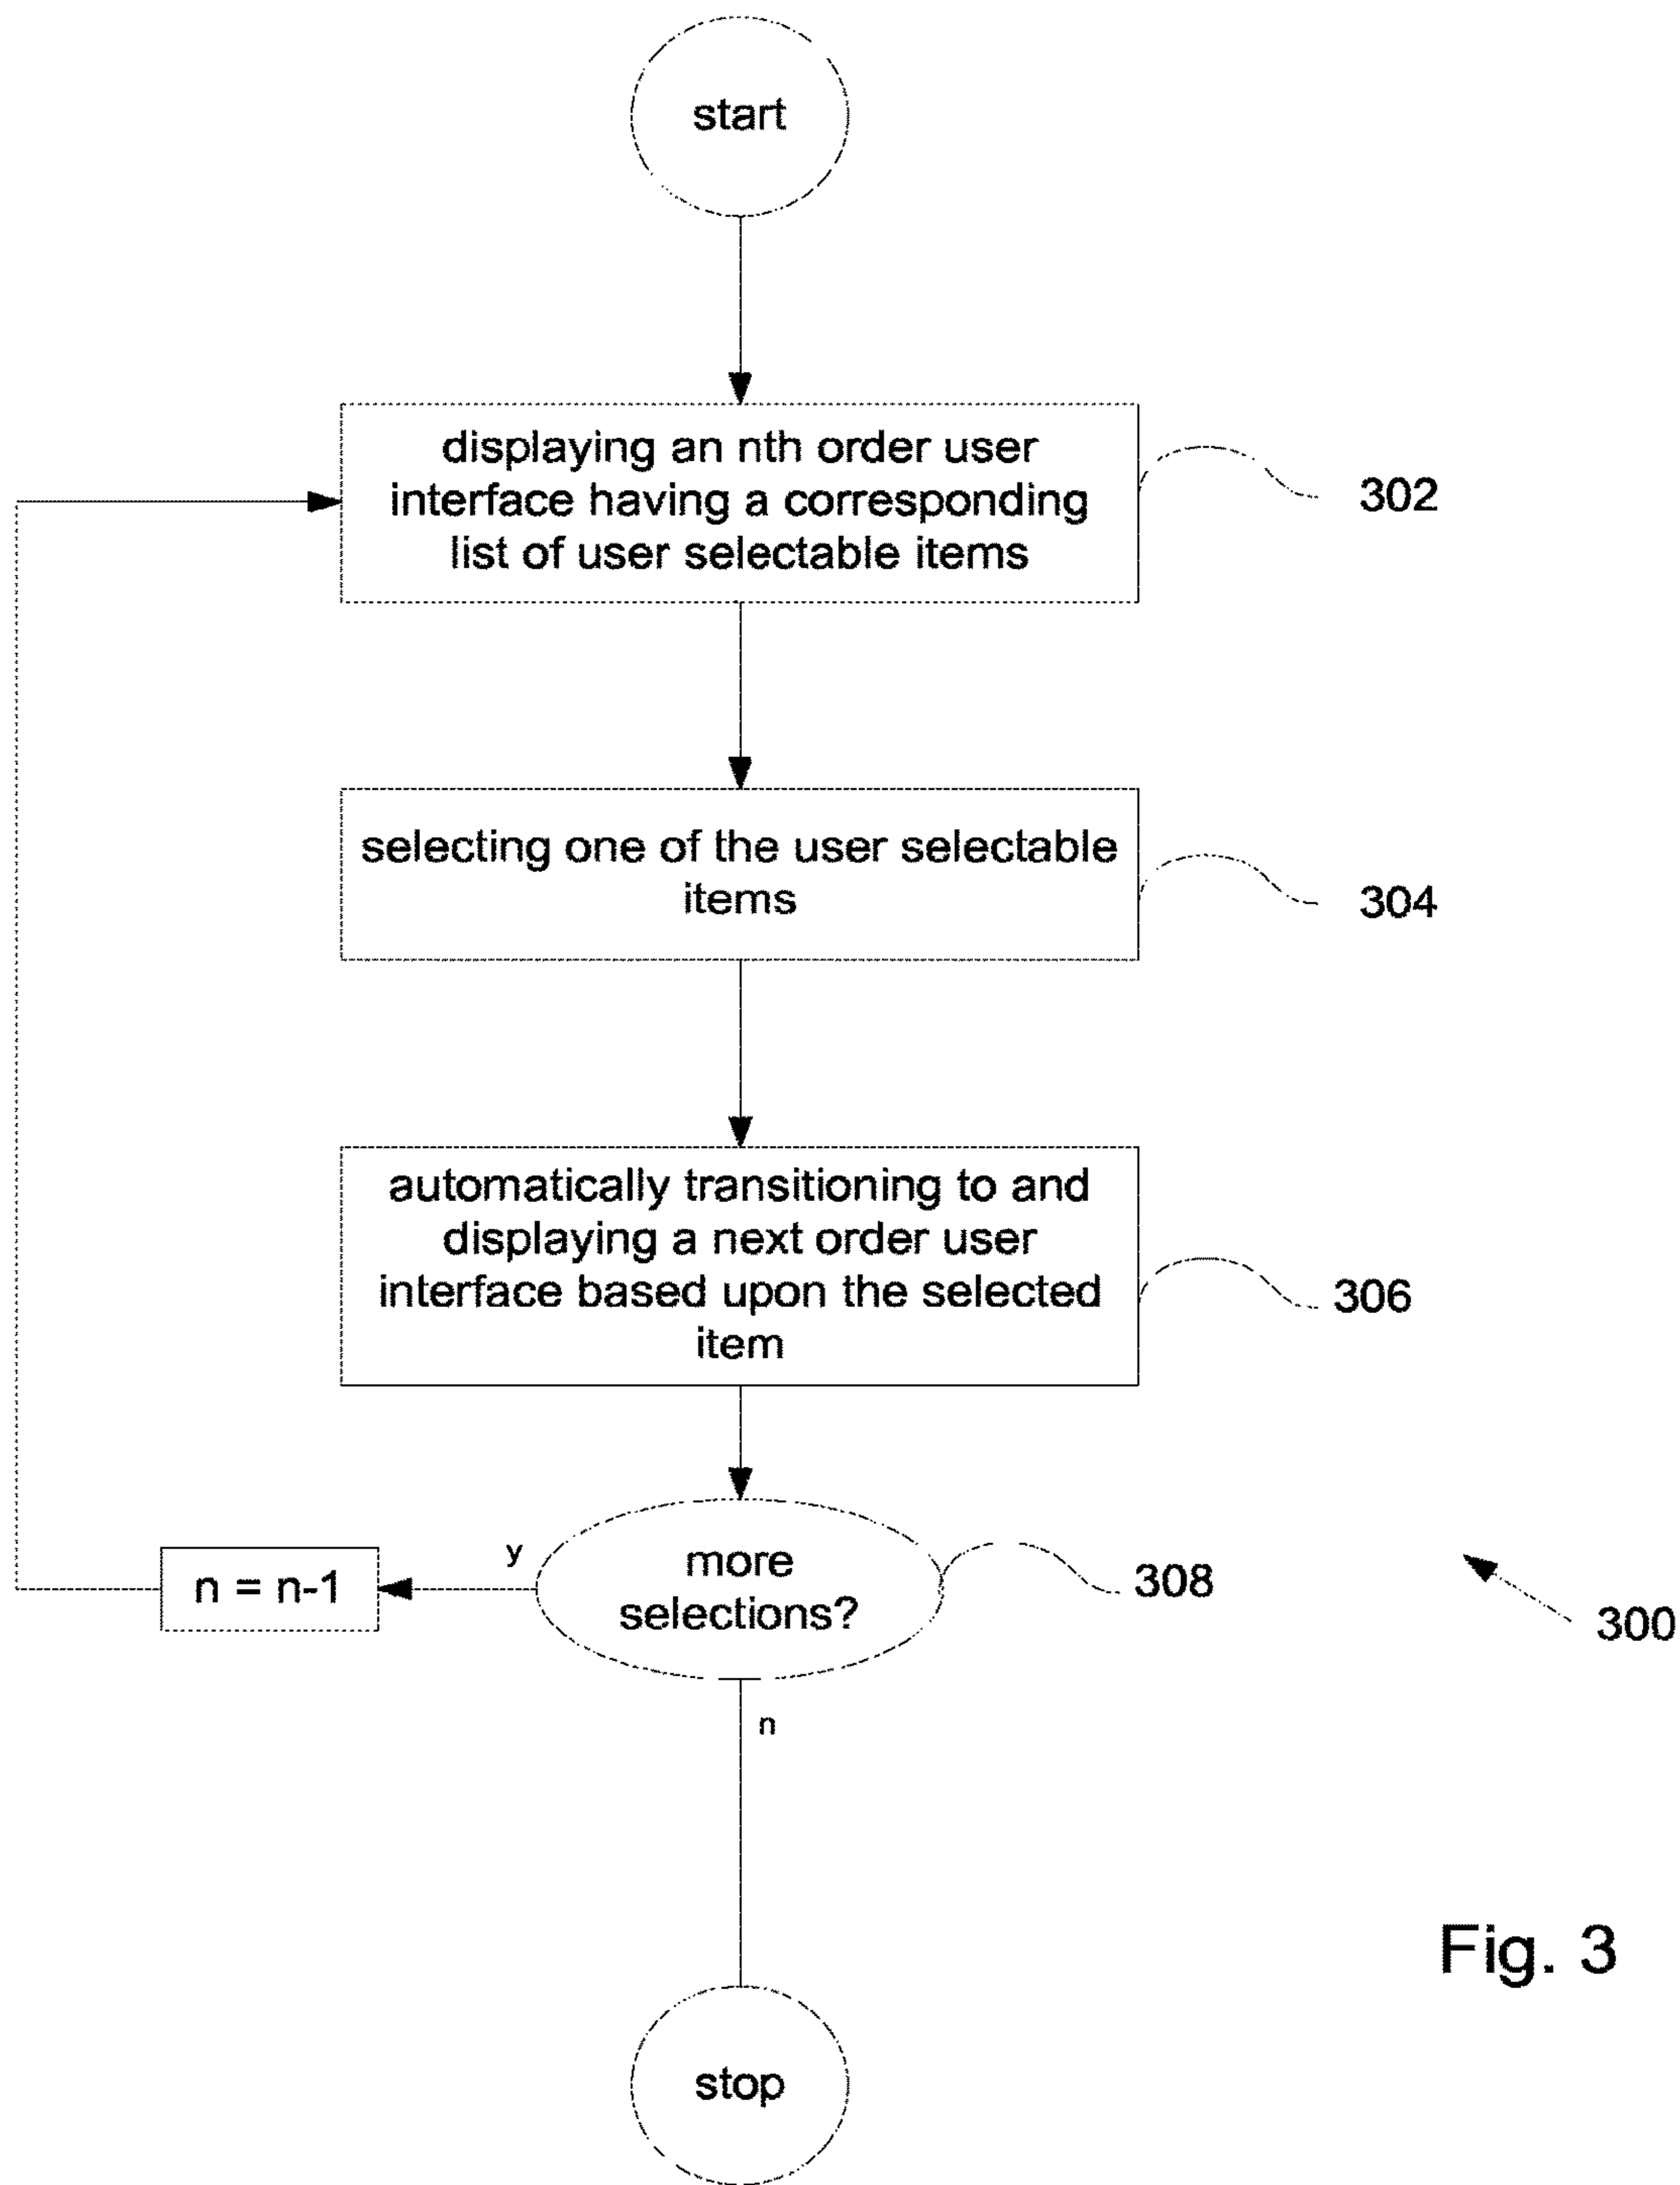 start
displaying an nth order user
interface having a corresponding
list of user selectable items
302
selecting one of the user selectable
items
304
automatically transitioning to and
displaying a next order user
interface based upon the selected
item
306
y
more
selections?
308
n = n-1
300
n
Fig. 3
stop